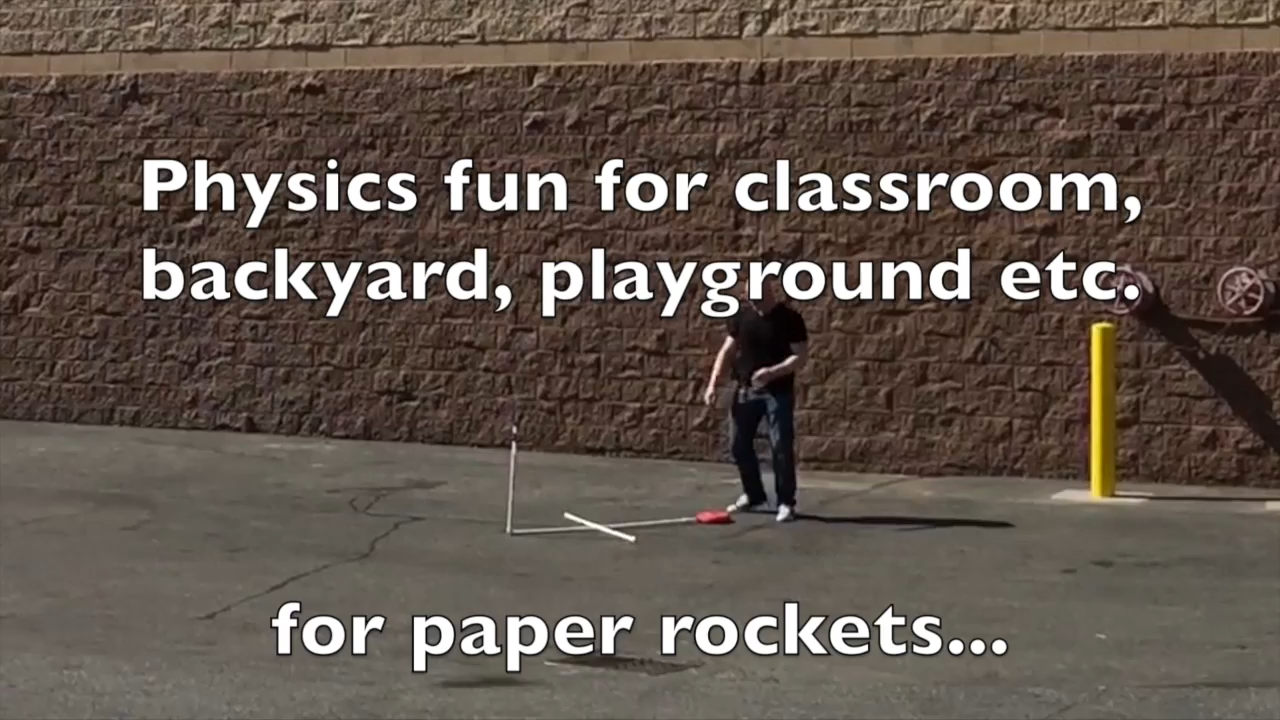 Physics fun for classroom,
backyard, playground etc.
for paper rockets...